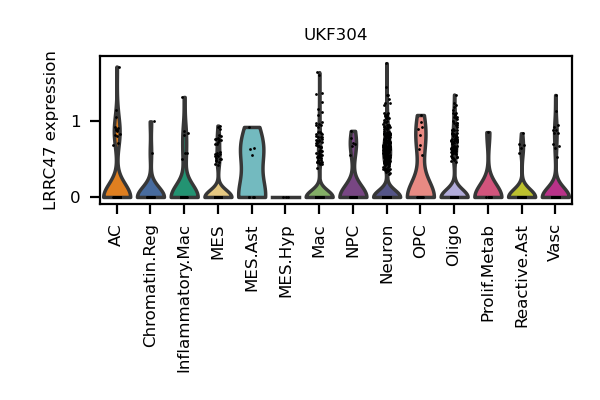 UKF304
LRRC47 expression
1
0
AC
Chromatin.Reg
Inflammatory.Mac
MES
MES.Ast
MES.Hyp
Mac
NPC
Neuron
OPC
Oligo
Prolif.Metab
Reactive.Ast
Vasc